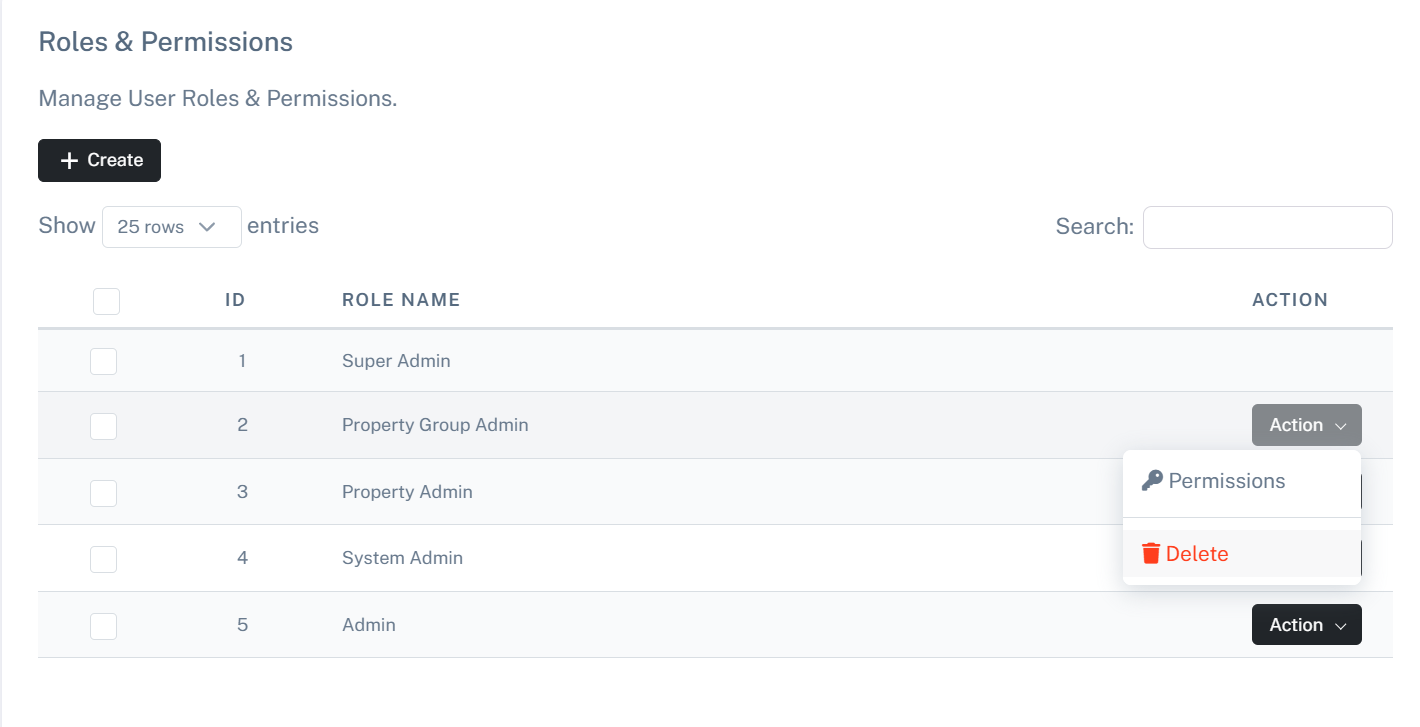 Roles & Permissions
Manage User Roles & Permissions.
+ Create
Show 25 rows entries Search:
ID ROLE NAME ACTION
1 Super Admin
2 Property Group Admin Action
Permissions
3 Property Admin
Delete
4 System Admin
5 Admin Action